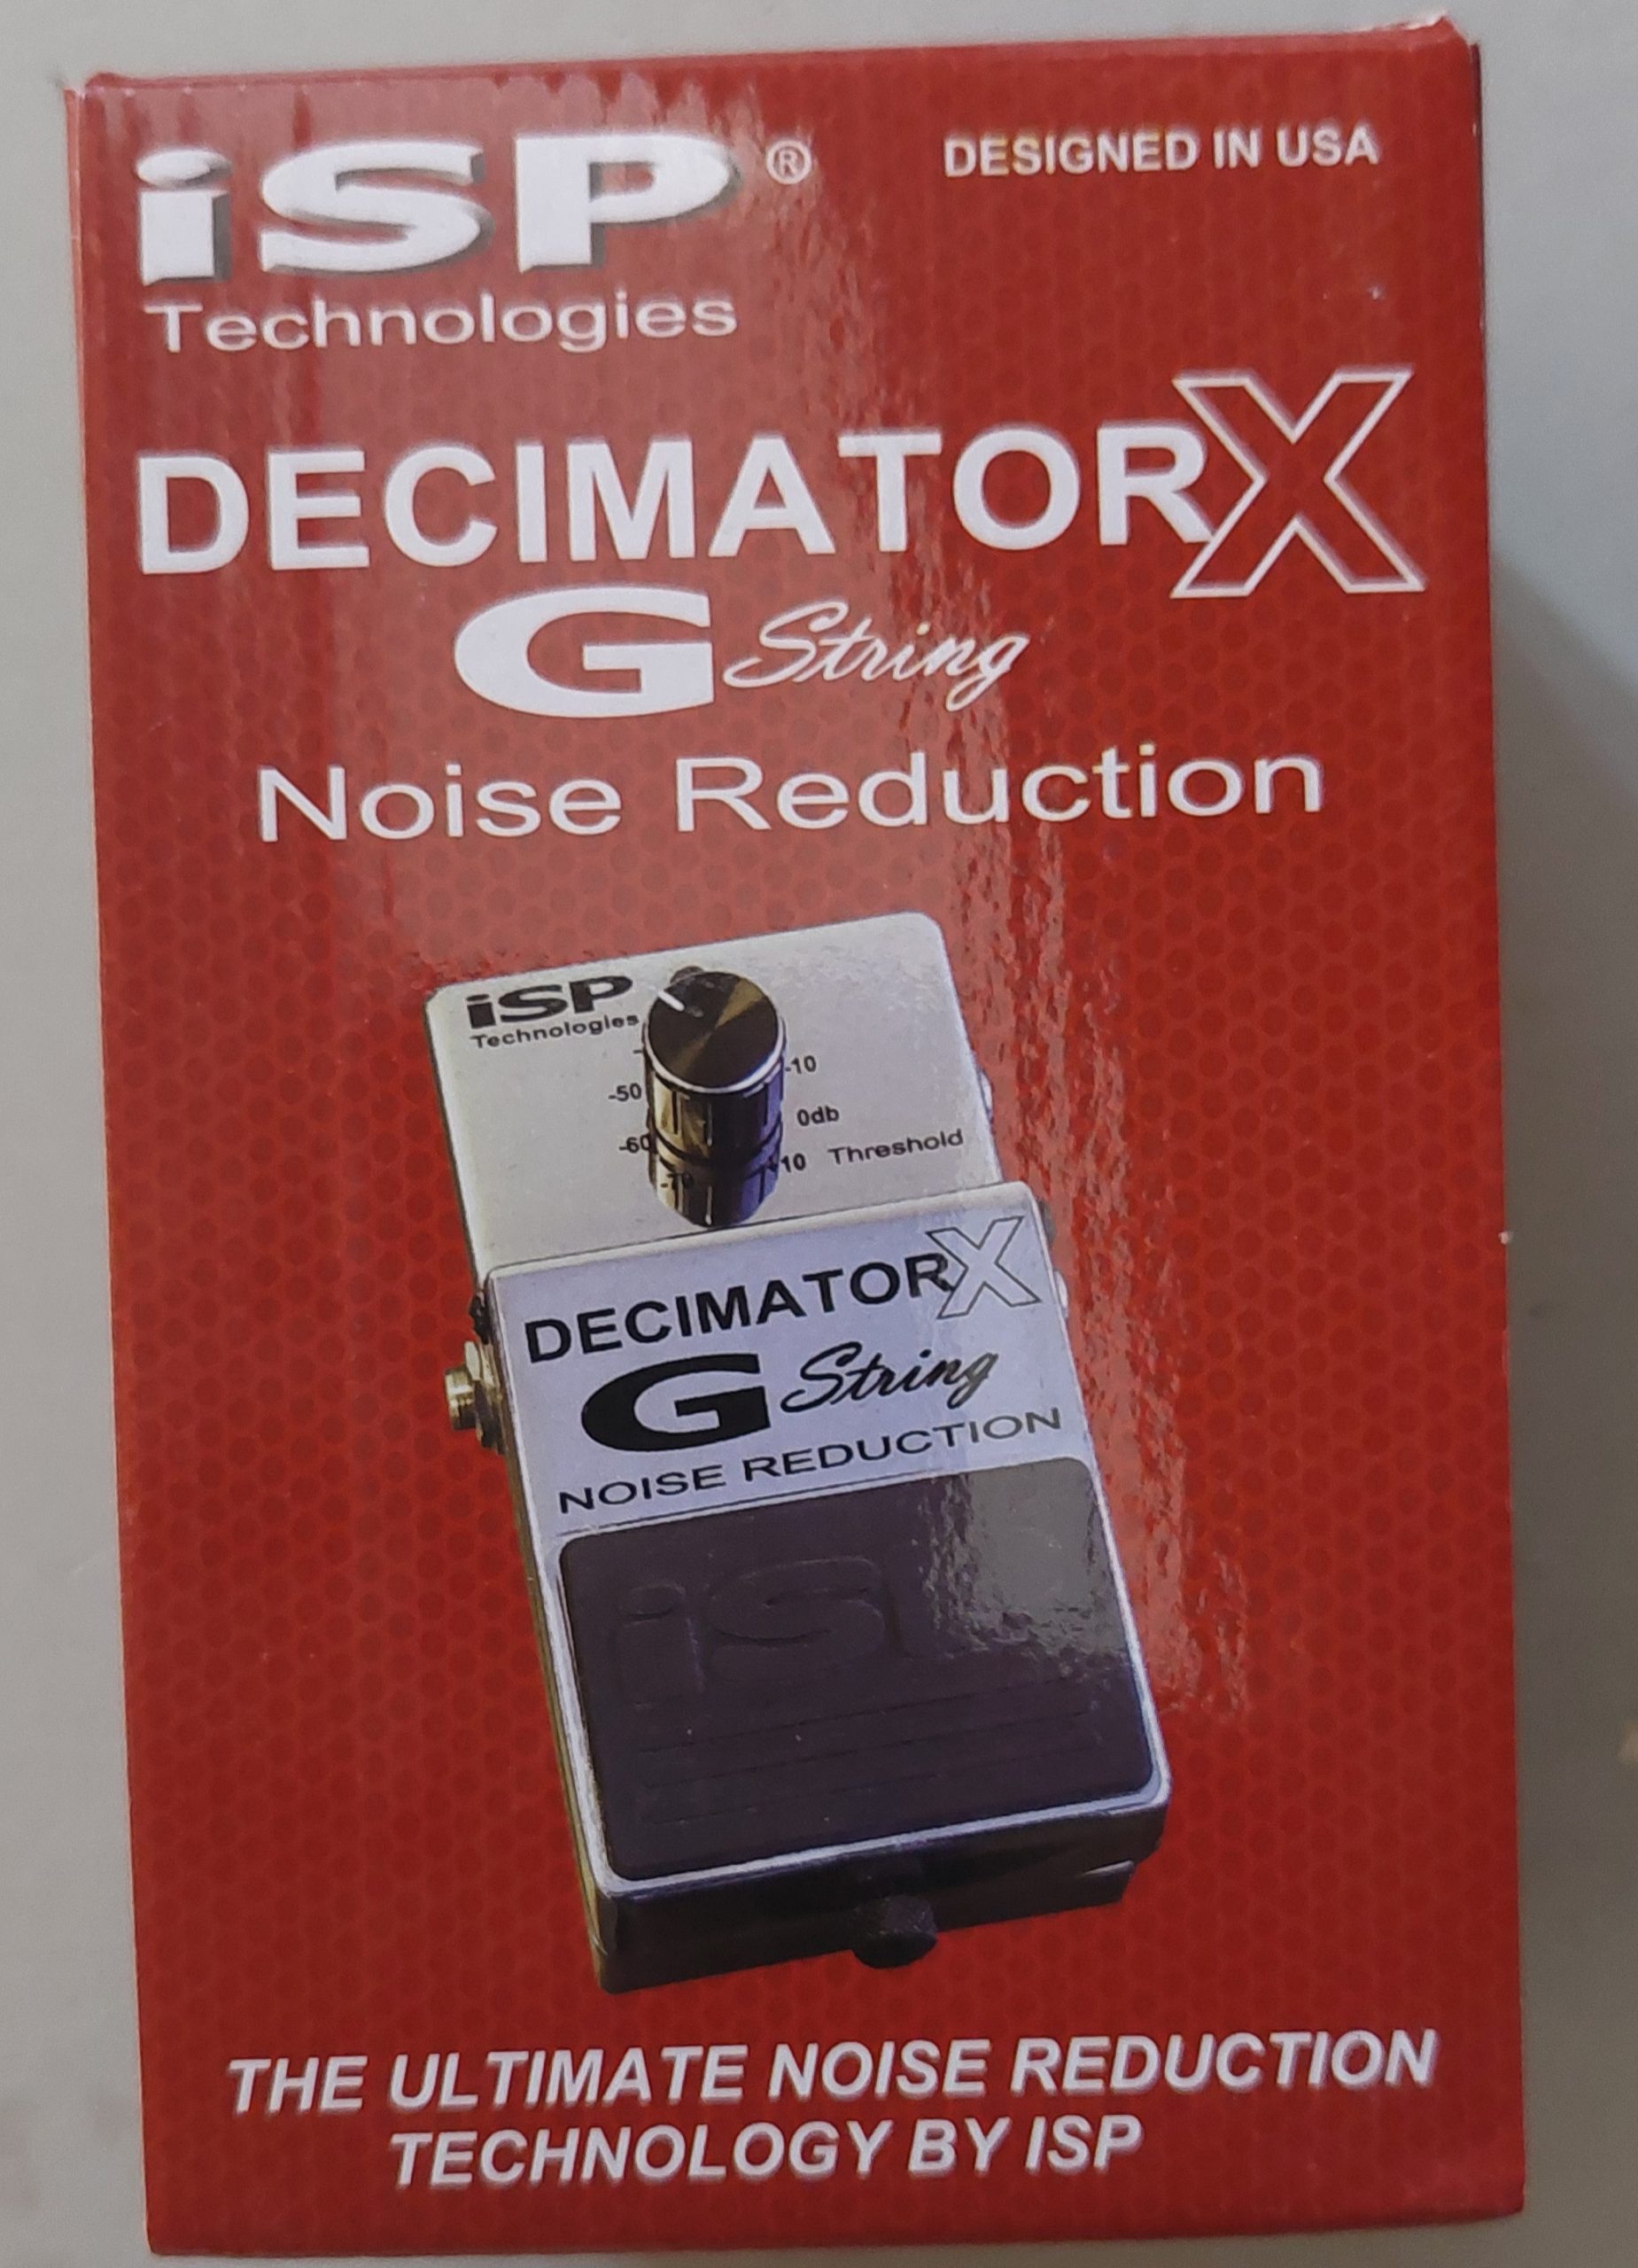 iSP®
DESIGNED IN USA
Technologies
DECIMATORX
G String
Noise Reduction
iSP
Technologies
-10
-50
0db
-60
10
Threshold
DECIMATORX
G String
NOISE REDUCTION
iSP
THE ULTIMATE NOISE REDUCTION
TECHNOLOGY BY ISP